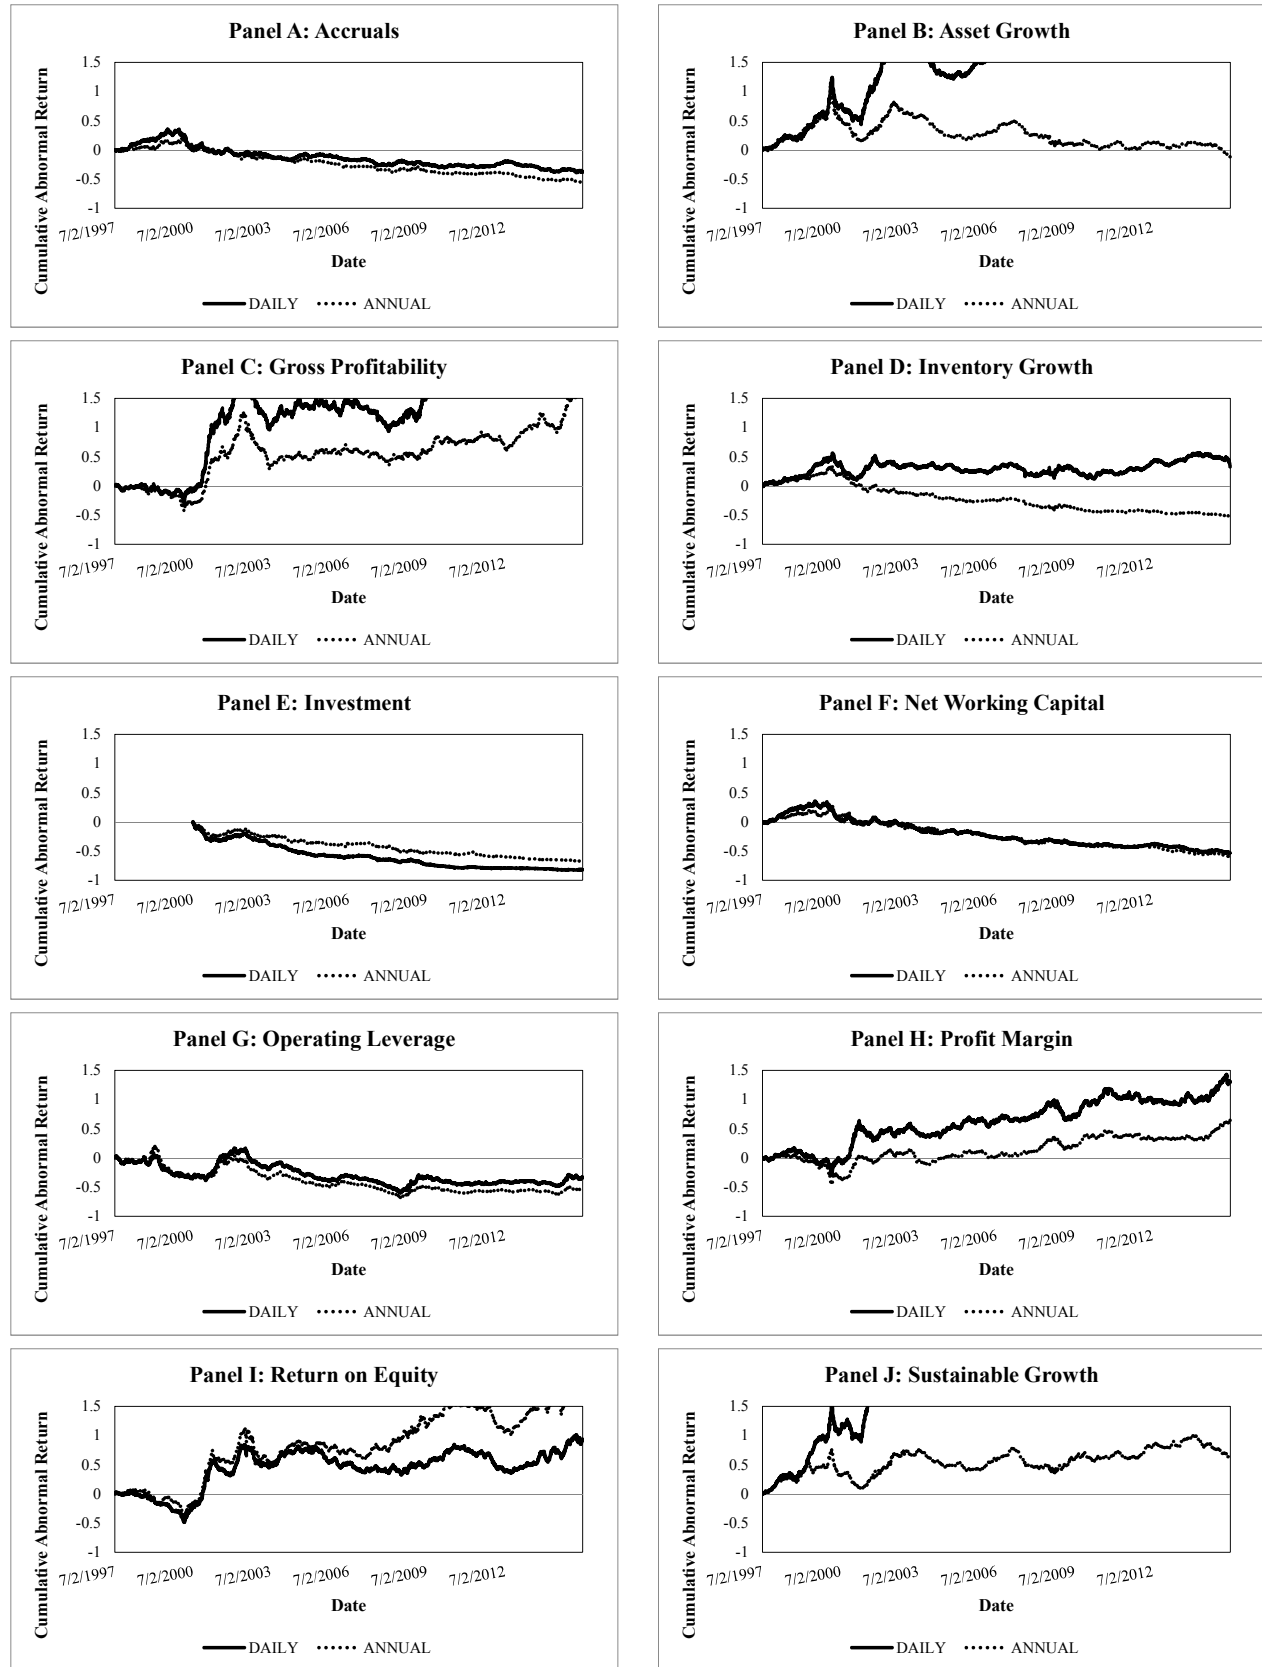 Panel A: Accruals
Cumulative Abnormal Return
1.5
1
0.5
0
-0.5
-1
7/2/1997 7/2/2000 7/2/2003 7/2/2006 7/2/2009 7/2/2012
Date
DAILY ANNUAL
Panel B: Asset Growth
Cumulative Abnormal Return
1.5
1
0.5
0
-0.5
-1
7/2/1997 7/2/2000 7/2/2003 7/2/2006 7/2/2009 7/2/2012
Date
DAILY ANNUAL
Panel C: Gross Profitability
Cumulative Abnormal Return
1.5
1
0.5
0
-0.5
-1
7/2/1997 7/2/2000 7/2/2003 7/2/2006 7/2/2009 7/2/2012
Date
DAILY ANNUAL
Panel D: Inventory Growth
Cumulative Abnormal Return
1.5
1
0.5
0
-0.5
-1
7/2/1997 7/2/2000 7/2/2003 7/2/2006 7/2/2009 7/2/2012
Date
DAILY ANNUAL
Panel E: Investment
Cumulative Abnormal Return
1.5
1
0.5
0
-0.5
-1
7/2/1997 7/2/2000 7/2/2003 7/2/2006 7/2/2009 7/2/2012
Date
DAILY ANNUAL
Panel F: Net Working Capital
Cumulative Abnormal Return
1.5
1
0.5
0
-0.5
-1
7/2/1997 7/2/2000 7/2/2003 7/2/2006 7/2/2009 7/2/2012
Date
DAILY ANNUAL
Panel G: Operating Leverage
Cumulative Abnormal Return
1.5
1
0.5
0
-0.5
-1
7/2/1997 7/2/2000 7/2/2003 7/2/2006 7/2/2009 7/2/2012
Date
DAILY ANNUAL
Panel H: Profit Margin
Cumulative Abnormal Return
1.5
1
0.5
0
-0.5
-1
7/2/1997 7/2/2000 7/2/2003 7/2/2006 7/2/2009 7/2/2012
Date
DAILY ANNUAL
Panel I: Return on Equity
Cumulative Abnormal Return
1.5
1
0.5
0
-0.5
-1
7/2/1997 7/2/2000 7/2/2003 7/2/2006 7/2/2009 7/2/2012
Date
DAILY ANNUAL
Panel J: Sustainable Growth
Cumulative Abnormal Return
1.5
1
0.5
0
-0.5
-1
7/2/1997 7/2/2000 7/2/2003 7/2/2006 7/2/2009 7/2/2012
Date
DAILY ANNUAL